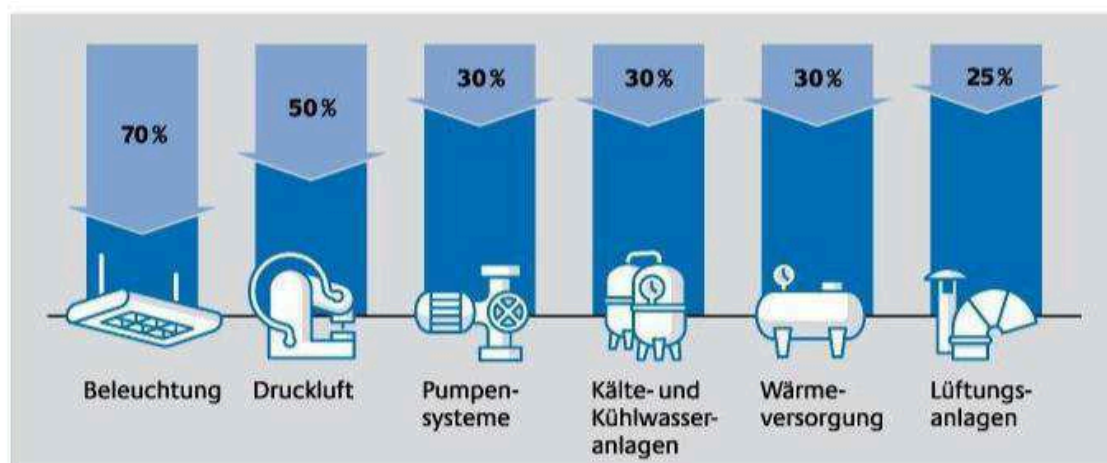 70 %
50 %
30 %
30 %
30 %
25 %
Beleuchtung
Druckluft
Pumpen-
systeme
Kälte- und
Kühlwasser-
anlagen
Wärme-
versorgung
Lüftungs-
anlagen